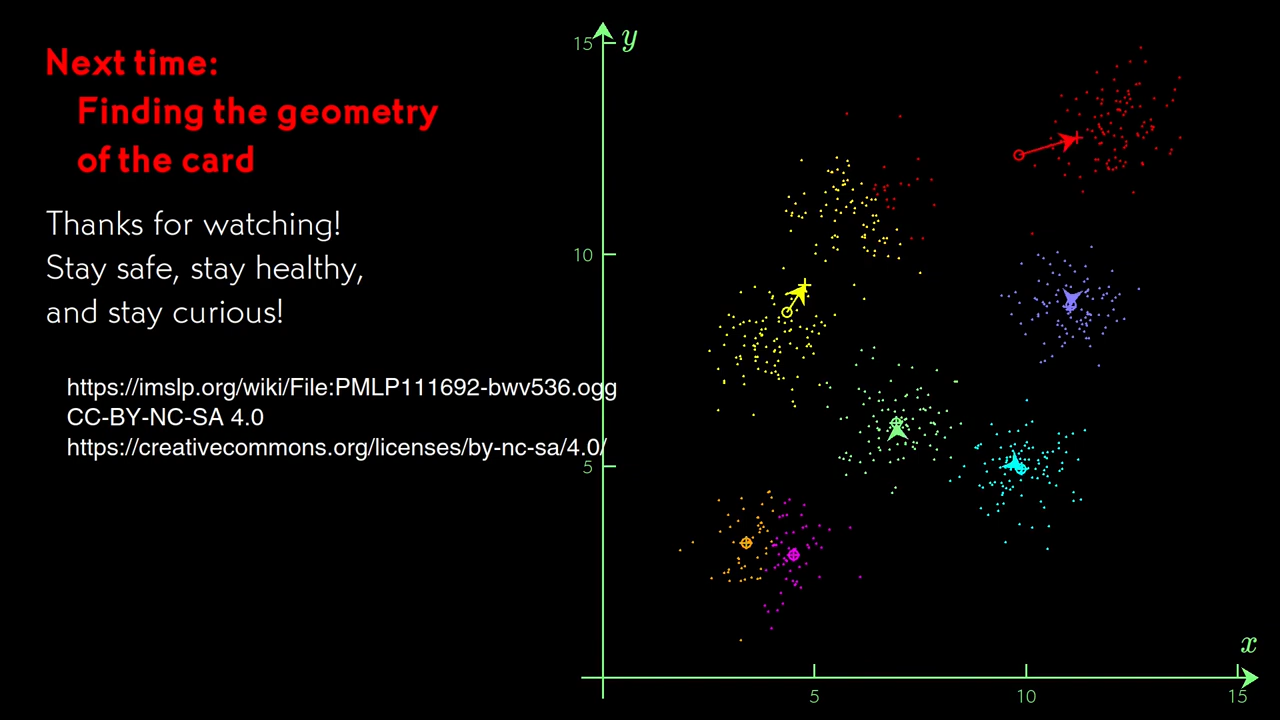 Next time:
Finding the geometry
of the card
Thanks for watching!
Stay safe, stay healthy,
and stay curious!
https://imslp.org/wiki/File:PMLP111692-bwv536.ogg
CC-BY-NC-SA 4.0
https://creativecommons.org/licenses/by-nc-sa/4.0/
15
y
10
5
x
5
10
15